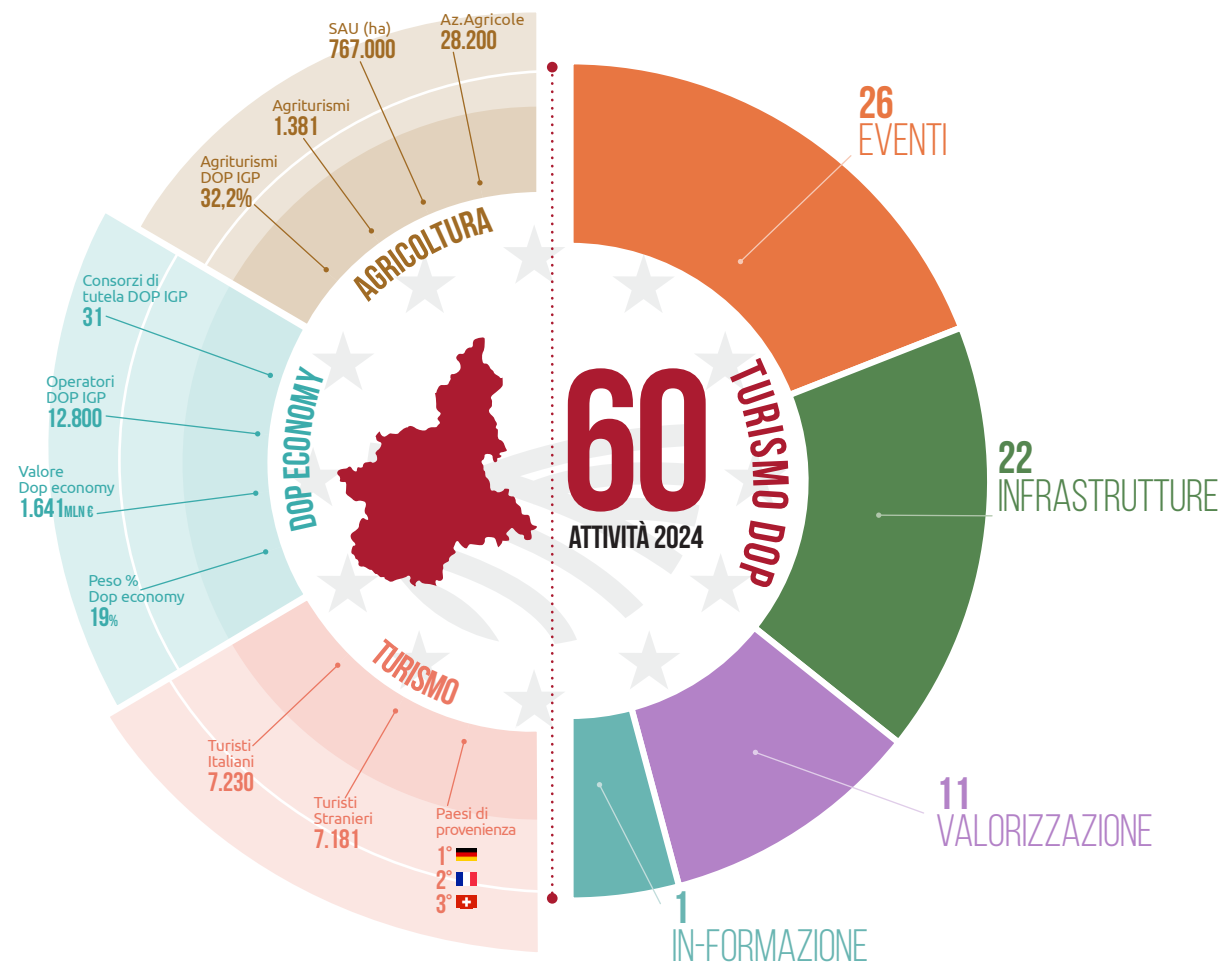 SAU (ha)
767.000
Az.Agricole
28.200
Agriturismi
1.381
Agriturismi
DOP IGP
32,2%
AGRICOLTURA
Consorzi di
tutela DOP IGP
31
Operatori
DOP IGP
12.800
Valore
Dop economy
1.641 MLN €
Peso %
Dop economy
19%
DOP ECONOMY
TURISMO
Turisti
Italiani
7.230
Turisti
Stranieri
7.181
Paesi di
provenienza
1°
2°
3°
60
ATTIVITÀ 2024
TURISMO DOP
26
EVENTI
22
INFRASTRUTTURE
11
VALORIZZAZIONE
1
IN-FORMAZIONE